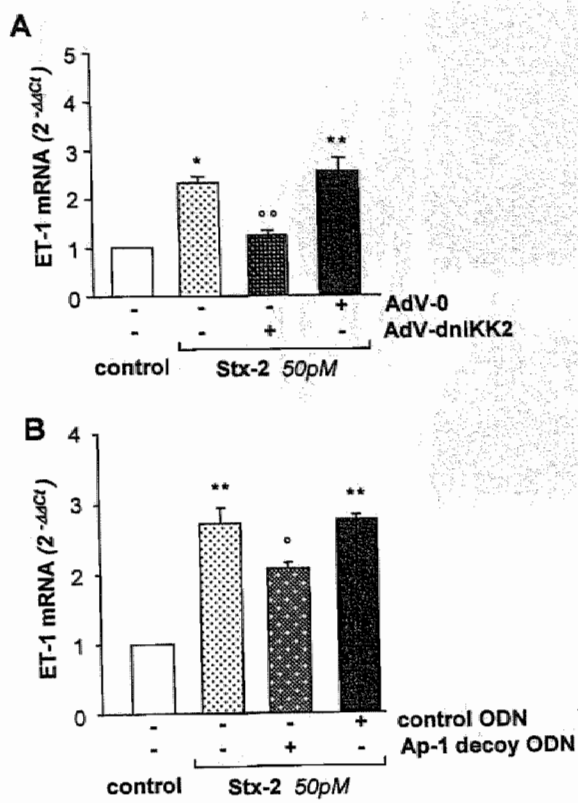 A
5
4
3
2
1
0
ET-1 mRNA (2 -ΔΔCt)
*
°°
**
- - - + AdV-0
- - + - AdV-dnIKK2
control Stx-2 50pM
B
4
3
2
1
0
ET-1 mRNA (2 -ΔΔCt)
**
°
**
- - - + control ODN
- - + - Ap-1 decoy ODN
control Stx-2 50pM